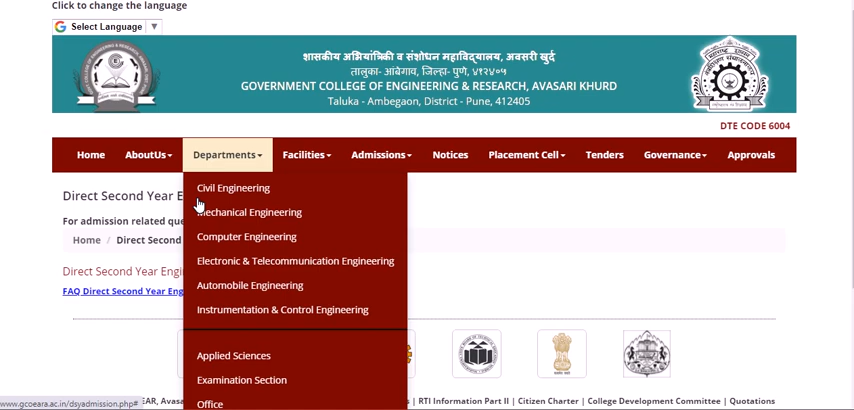 Click to change the language
Select Language ▼
शासकीय अभियांत्रिकी व संशोधन महाविद्यालय, अवसरी खुर्द
तालुका- आंबेगाव, जिल्हा- पुणे, ४१२४०५
GOVERNMENT COLLEGE OF ENGINEERING & RESEARCH, AVASARI KHURD
Taluka - Ambegaon, District - Pune, 412405
DTE CODE 6004
Home AboutUs Departments Facilities Admissions Notices Placement Cell Tenders Governance Approvals
Civil Engineering
Direct Second Year E
Mechanical Engineering
For admission related que
Computer Engineering
Home / Direct Second
Electronic & Telecommunication Engineering
Direct Second Year Engi
Automobile Engineering
FAQ Direct Second Year Eng
Instrumentation & Control Engineering
Applied Sciences
Examination Section
Office
www.gcoeara.ac.in/dsyadmission.php#
EAR, Avasa
| RTI Information Part II | Citizen Charter | College Development Committee | Quotations